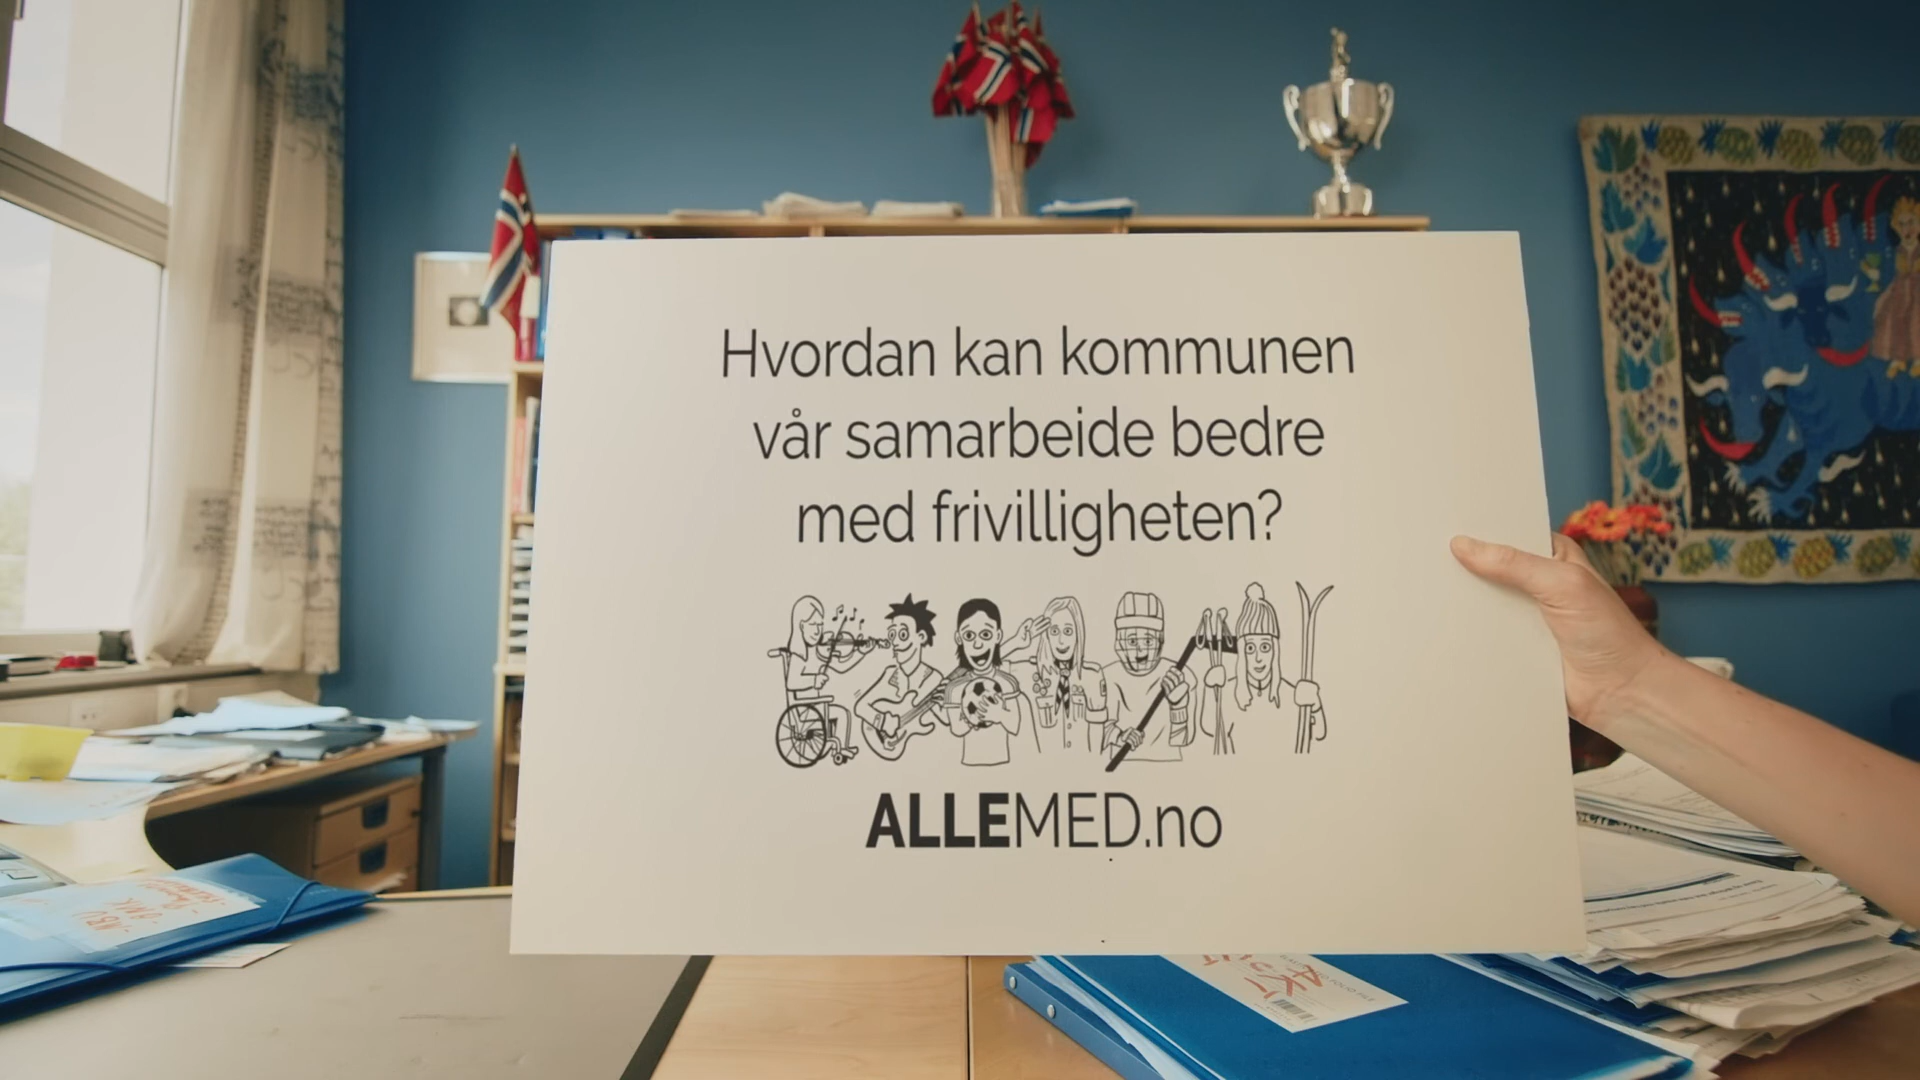 Hvordan kan kommunen
vår samarbeide bedre
med frivilligheten?
ALLEMED.no